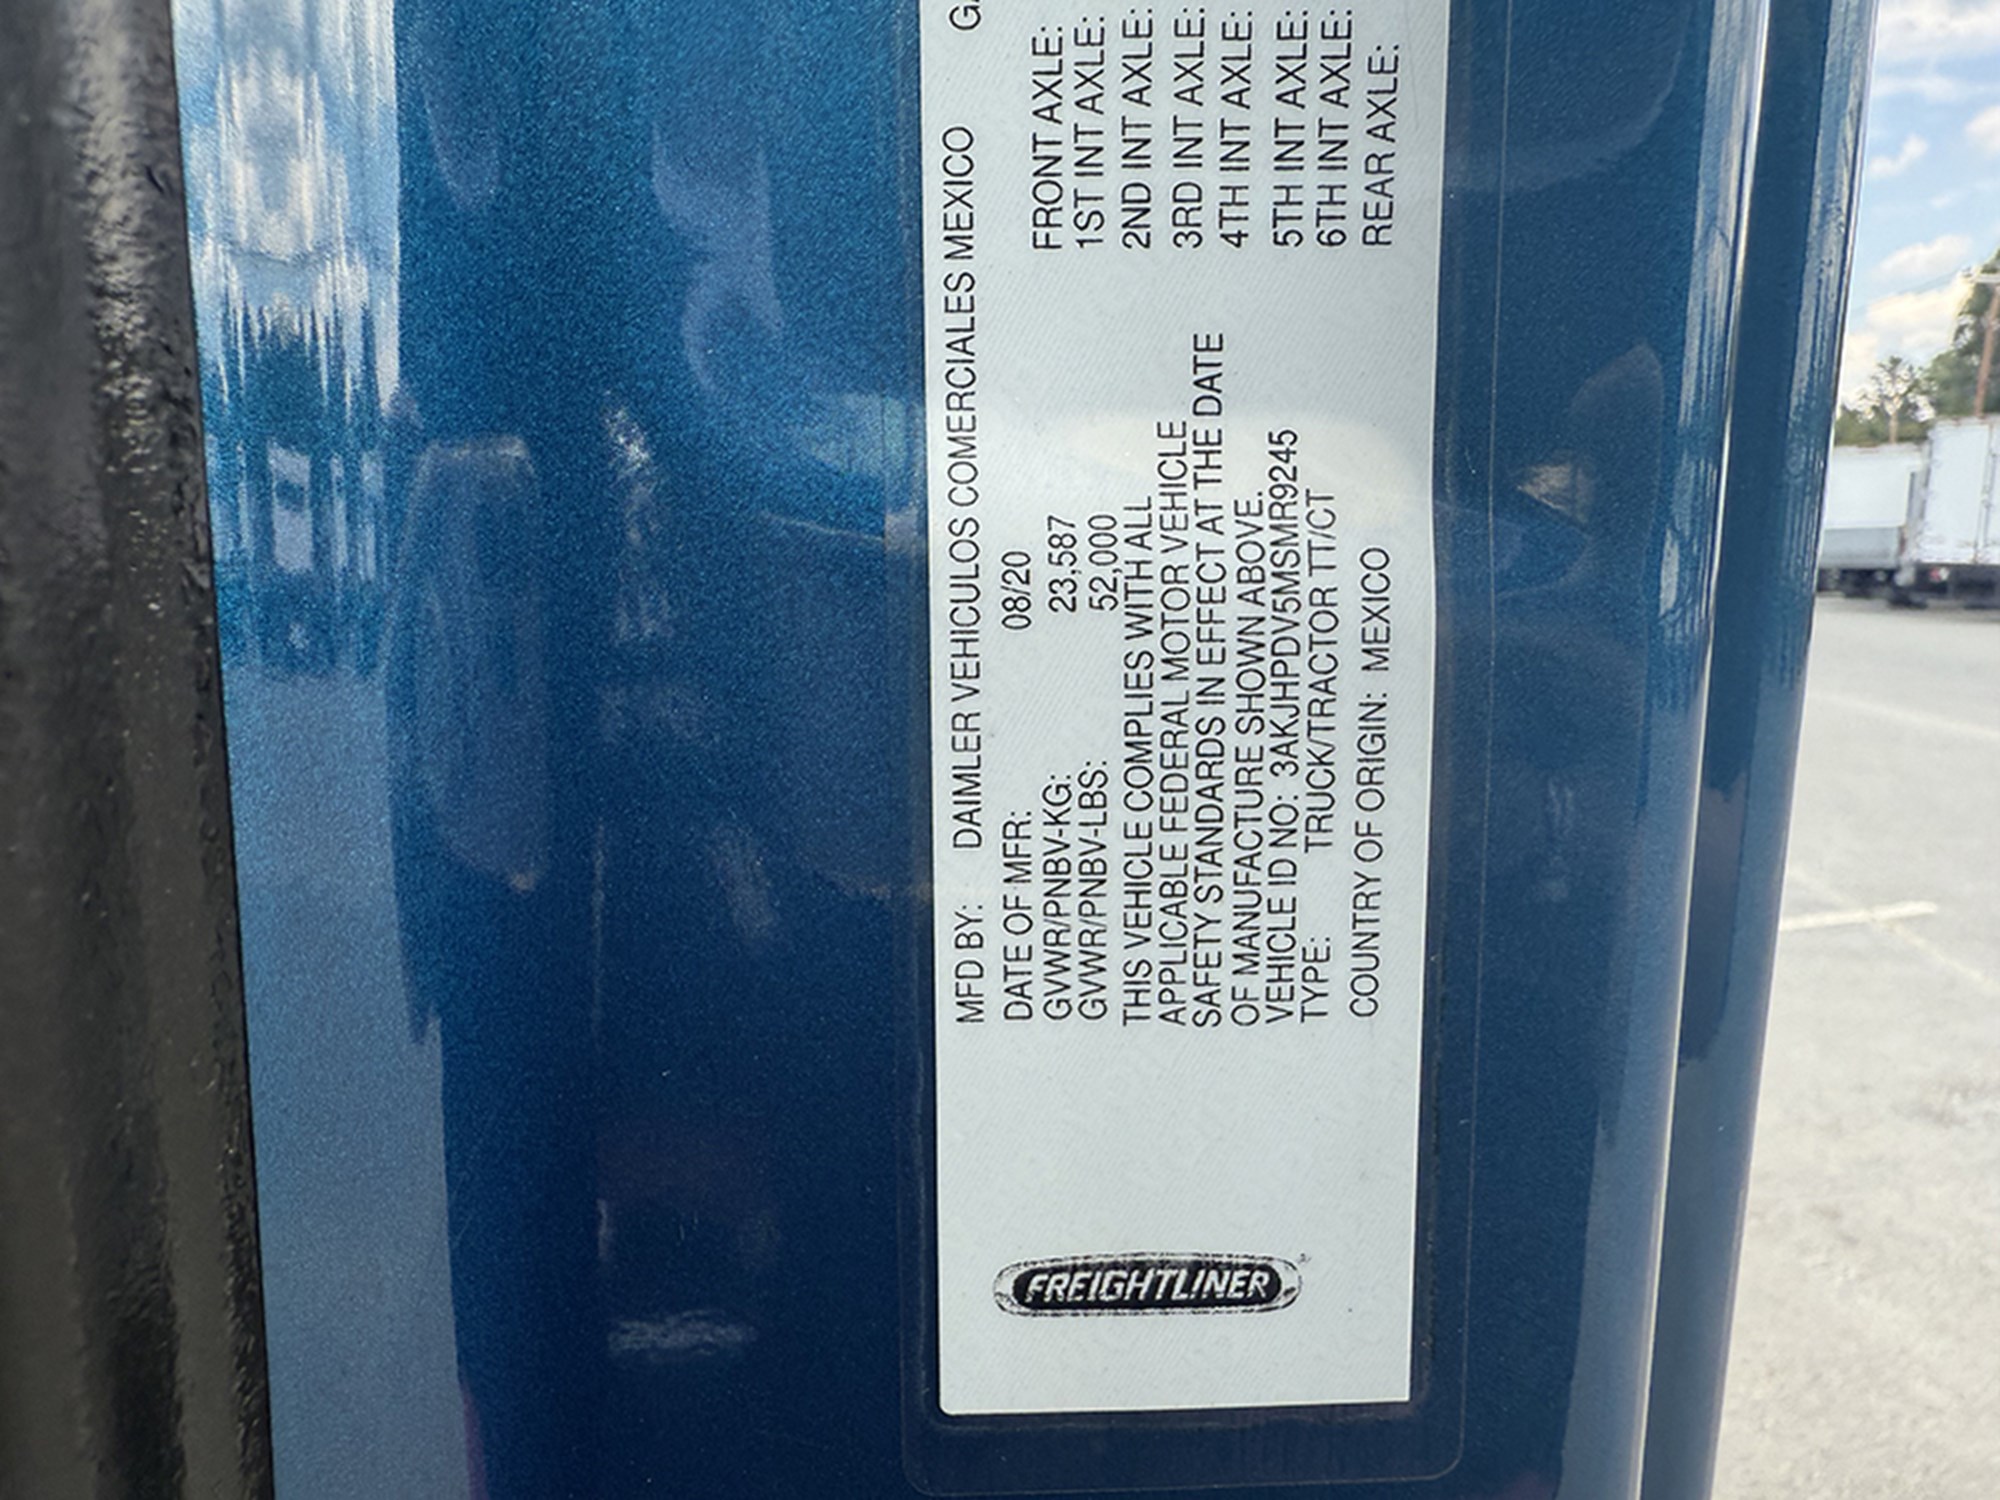 FREIGHTLINER
MFD BY: DAIMLER VEHICULOS COMERCIALES MEXICO
DATE OF MFR: 08/20
GVWR/PNBV-KG: 23,587
GVWR/PNBV-LBS: 52,000
THIS VEHICLE COMPLIES WITH ALL
APPLICABLE FEDERAL MOTOR VEHICLE
SAFETY STANDARDS IN EFFECT AT THE DATE
OF MANUFACTURE SHOWN ABOVE.
VEHICLE ID NO: 3AKJHPDV5MSMR9245
TYPE: TRUCK/TRACTOR TT/CT
COUNTRY OF ORIGIN: MEXICO
FRONT AXLE:
1ST INT AXLE:
2ND INT AXLE:
3RD INT AXLE:
4TH INT AXLE:
5TH INT AXLE:
6TH INT AXLE:
REAR AXLE: